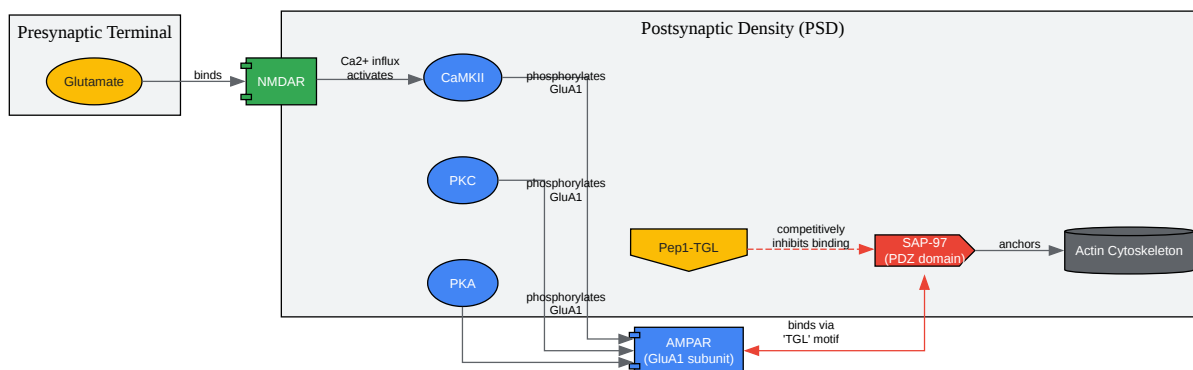 Presynaptic Terminal
Postsynaptic Density (PSD)
Glutamate
binds
NMDAR
Ca2+ influx
activates
CaMKII
phosphorylates
GluA1
PKC
phosphorylates
GluA1
Pep1-TGL
competitively
inhibits binding
SAP-97
(PDZ domain)
anchors
Actin Cytoskeleton
PKA
phosphorylates
GluA1
AMPAR
(GluA1 subunit)
binds via
'TGL' motif